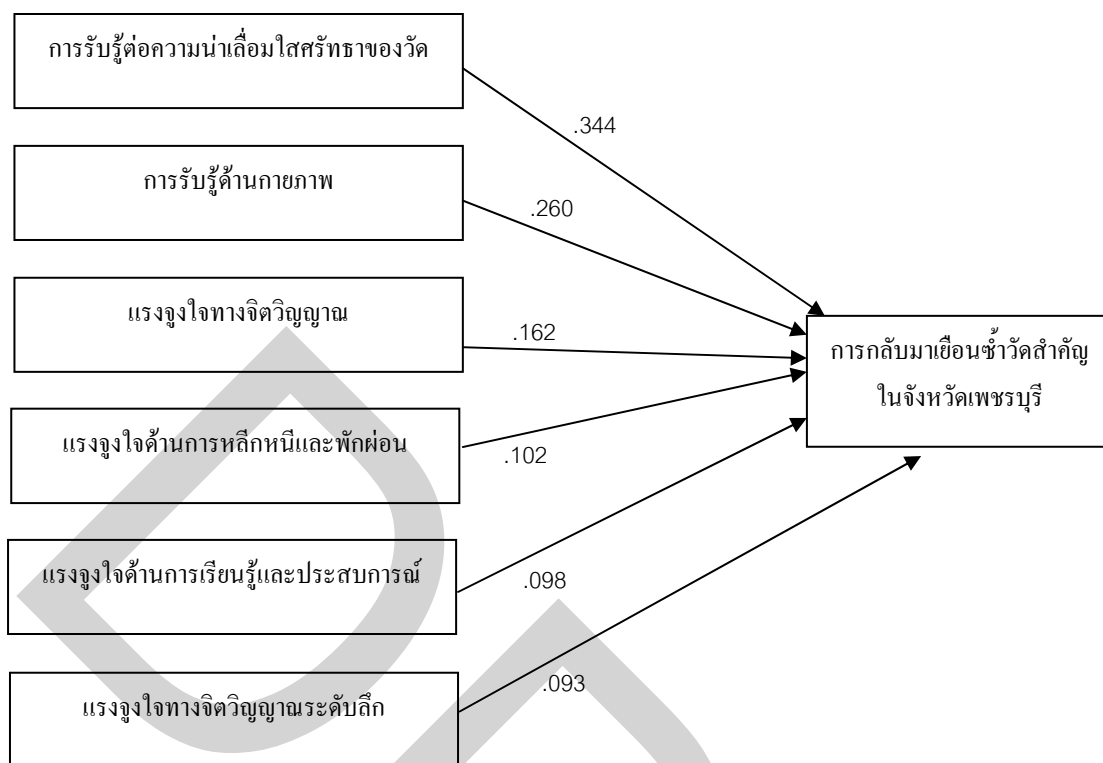 การรับรู้ต่อความน่าเลื่อมใสศรัทธาของวัด
.344
การรับรู้ด้านกายภาพ
.260
แรงจูงใจทางจิตวิญญาณ
.162
การกลับมาเยือนซ้ำวัดสำคัญ
ในจังหวัดเพชรบุรี
แรงจูงใจด้านการหลีกหนีและพักผ่อน
.102
แรงจูงใจด้านการเรียนรู้และประสบการณ์
.098
แรงจูงใจทางจิตวิญญาณระดับลึก
.093